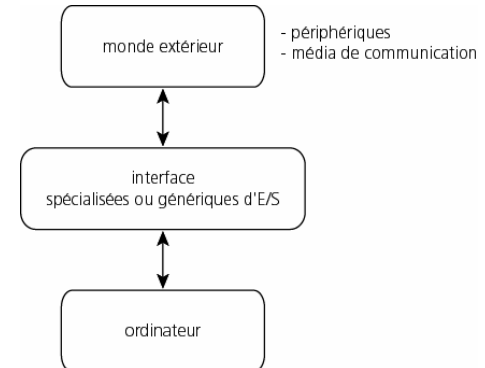 monde extérieur
- périphériques
- média de communication
interface
spécialisées ou génériques d'E/S
ordinateur